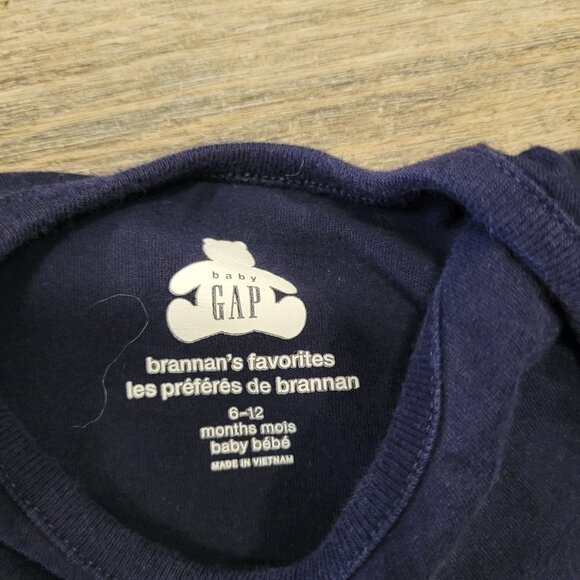 baby
GAP
brannan's favorites
les préférés de brannan
6-12
months mois
baby bébé
MADE IN VIETNAM